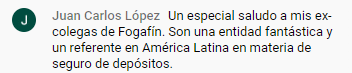 J
Juan Carlos López Un especial saludo a mis ex-
colegas de Fogafín. Son una entidad fantástica y
un referente en América Latina en materia de
seguro de depósitos.